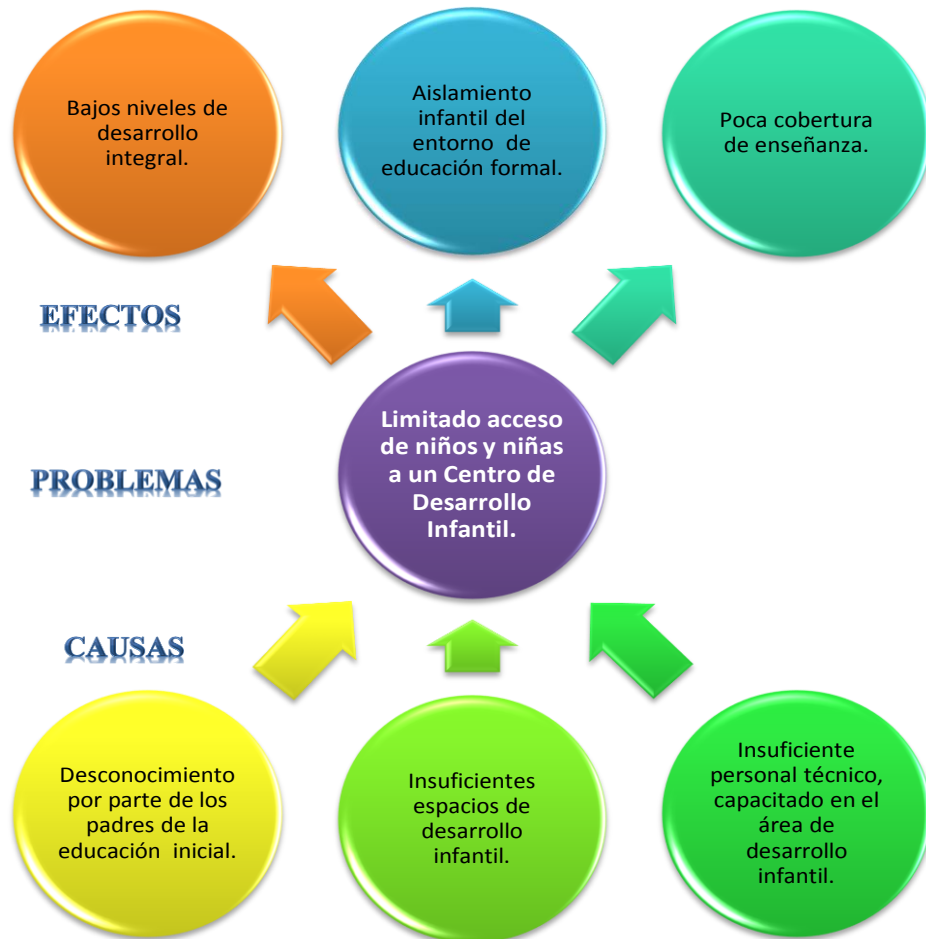 Bajos niveles de
desarrollo
integral.
Aislamiento
infantil del
entorno de
educación formal.
Poca cobertura
de enseñanza.
EFECTOS
Limitado acceso
de niños y niñas
a un Centro de
Desarrollo
Infantil.
PROBLEMAS
CAUSAS
Desconocimiento
por parte de los
padres de la
educación inicial.
Insuficientes
espacios de
desarrollo
infantil.
Insuficiente
personal técnico,
capacitado en el
área de
desarrollo
infantil.